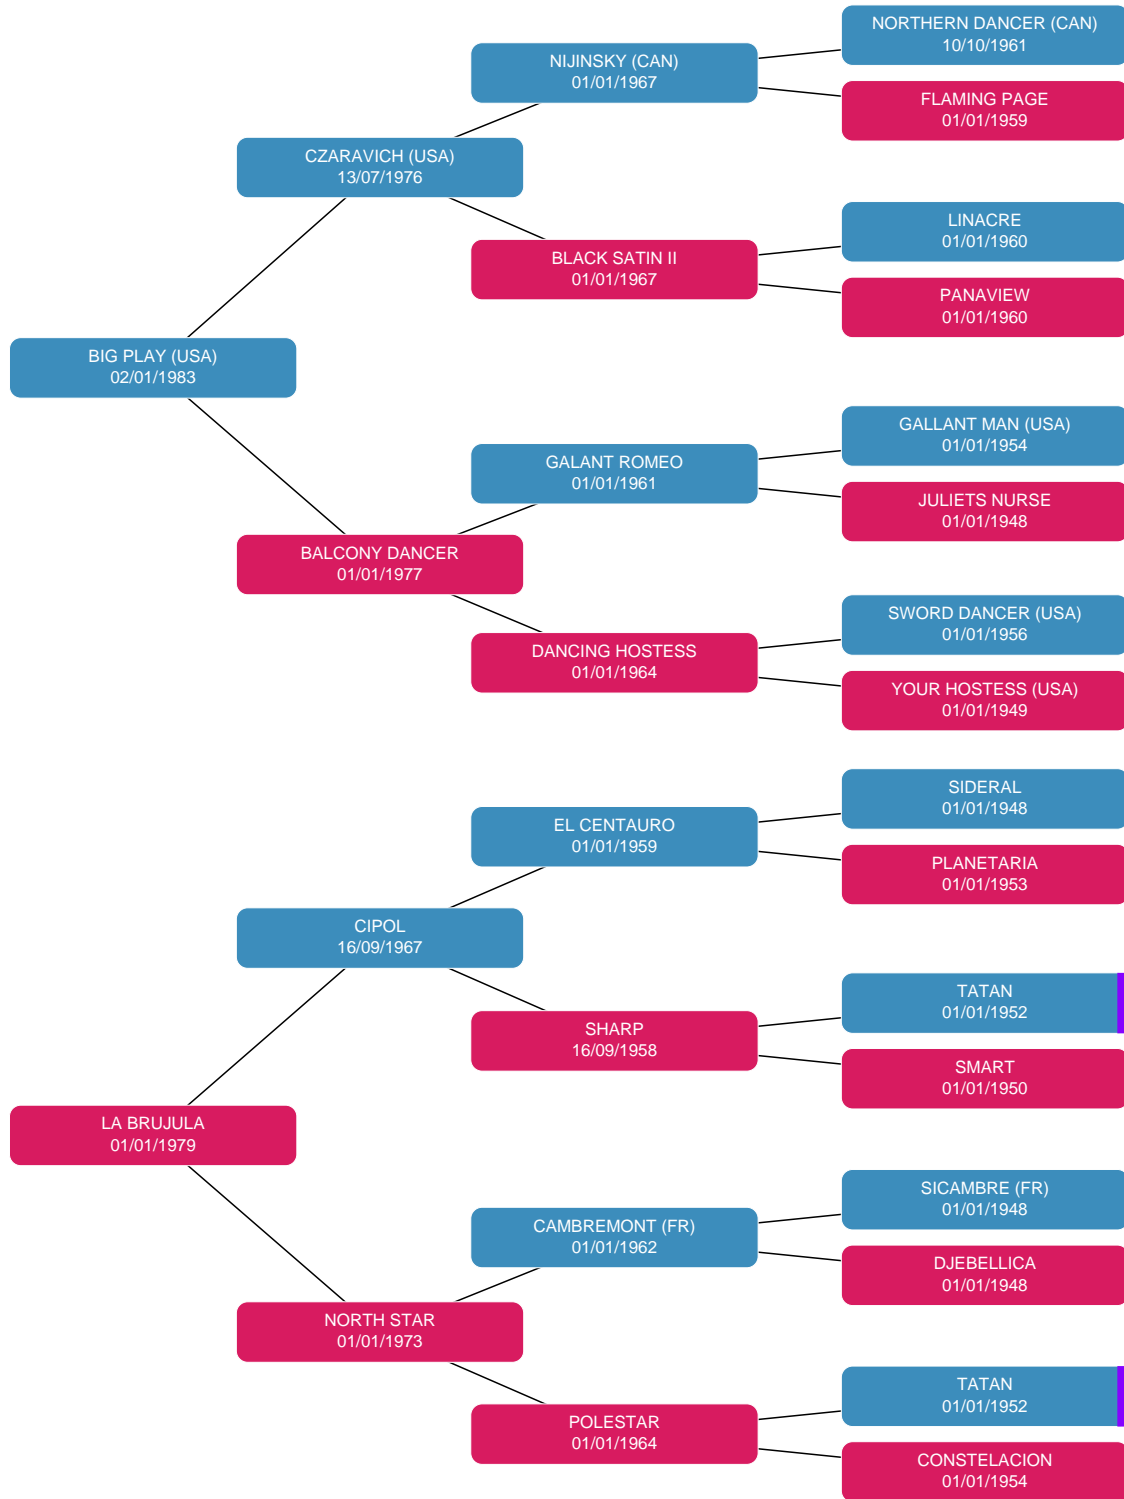 NORTHERN DANCER (CAN)
10/10/1961
NIJINSKY (CAN)
01/01/1967
FLAMING PAGE
01/01/1959
CZARAVICH (USA)
13/07/1976
LINACRE
01/01/1960
BLACK SATIN II
01/01/1967
PANAVIEW
01/01/1960
BIG PLAY (USA)
02/01/1983
GALLANT MAN (USA)
01/01/1954
GALANT ROMEO
01/01/1961
JULIETS NURSE
01/01/1948
BALCONY DANCER
01/01/1977
SWORD DANCER (USA)
01/01/1956
DANCING HOSTESS
01/01/1964
YOUR HOSTESS (USA)
01/01/1949
SIDERAL
01/01/1948
EL CENTAURO
01/01/1959
PLANETARIA
01/01/1953
CIPOL
16/09/1967
TATAN
01/01/1952
SHARP
16/09/1958
SMART
01/01/1950
LA BRUJULA
01/01/1979
SICAMBRE (FR)
01/01/1948
CAMBREMONT (FR)
01/01/1962
DJEBELLICA
01/01/1948
NORTH STAR
01/01/1973
TATAN
01/01/1952
POLESTAR
01/01/1964
CONSTELACION
01/01/1954